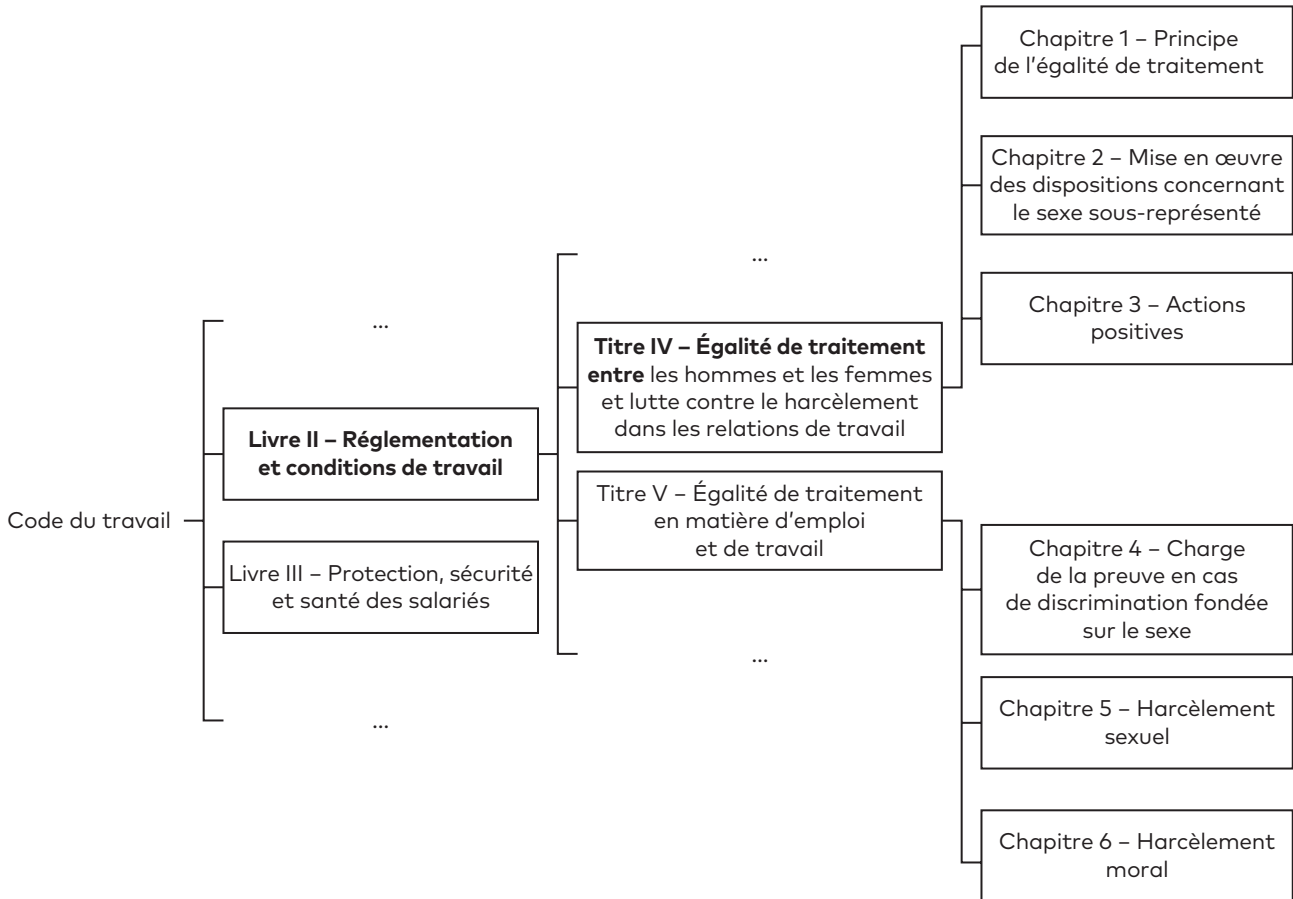 Code du travail
...
Livre II – Réglementation
et conditions de travail
Livre III – Protection, sécurité
et santé des salariés
...
...
Titre IV – Égalité de traitement
entre les hommes et les femmes
et lutte contre le harcèlement
dans les relations de travail
Titre V – Égalité de traitement
en matière d’emploi
et de travail
...
Chapitre 1 – Principe
de l’égalité de traitement
Chapitre 2 – Mise en œuvre
des dispositions concernant
le sexe sous-représenté
Chapitre 3 – Actions
positives
Chapitre 4 – Charge
de la preuve en cas
de discrimination fondée
sur le sexe
Chapitre 5 – Harcèlement
sexuel
Chapitre 6 – Harcèlement
moral